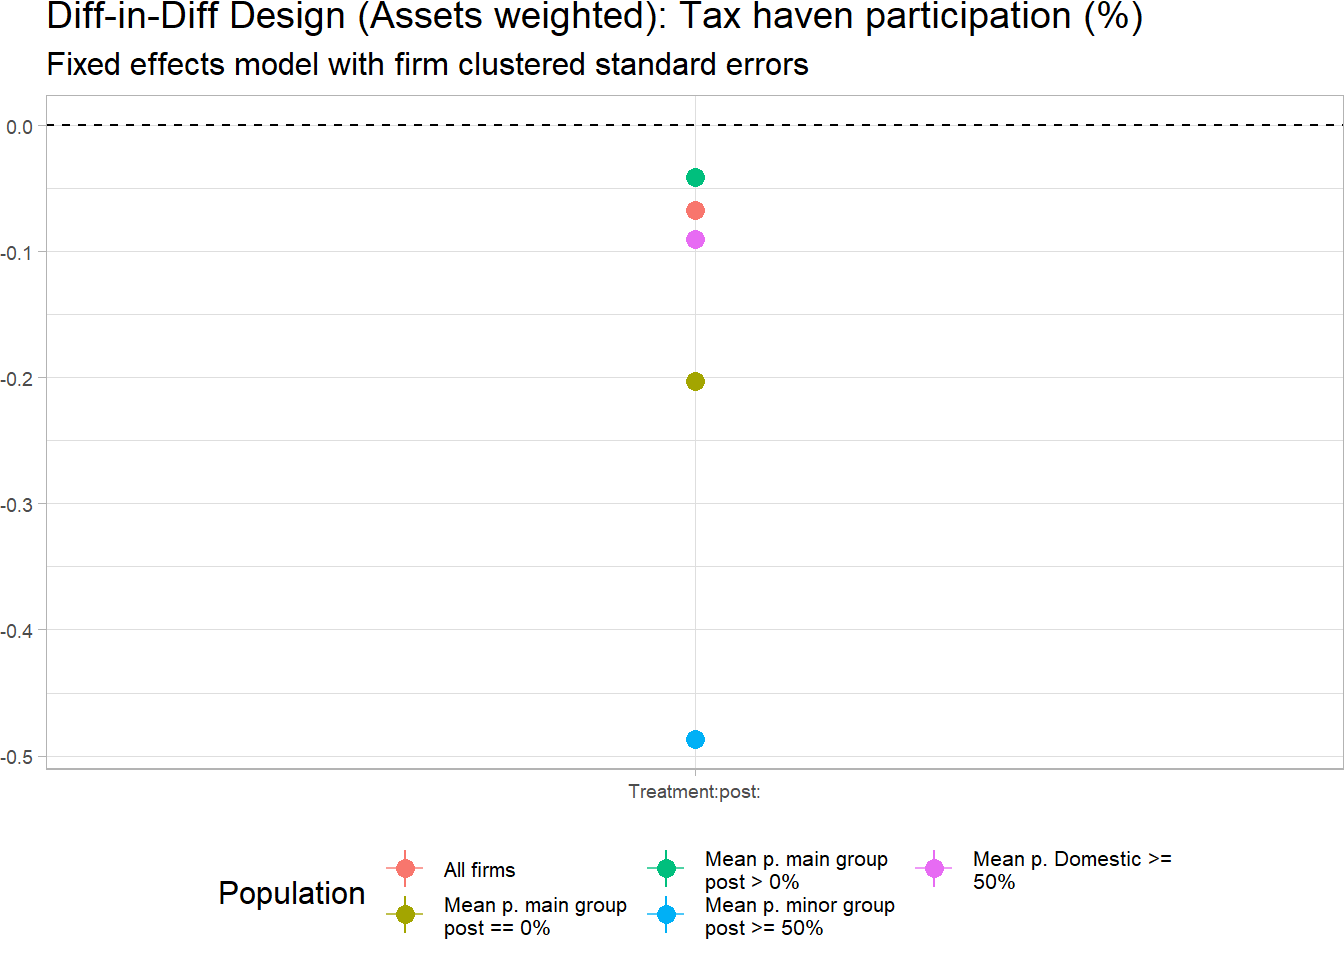 Diff-in-Diff Design (Assets weighted): Tax haven participation (%)
Fixed effects model with firm clustered standard errors
0.0
-0.1
-0.2
-0.3
-0.4
-0.5
Treatment:post:
Population
All firms
Mean p. main group
post == 0%
Mean p. main group
post > 0%
Mean p. minor group
post >= 50%
Mean p. Domestic >=
50%